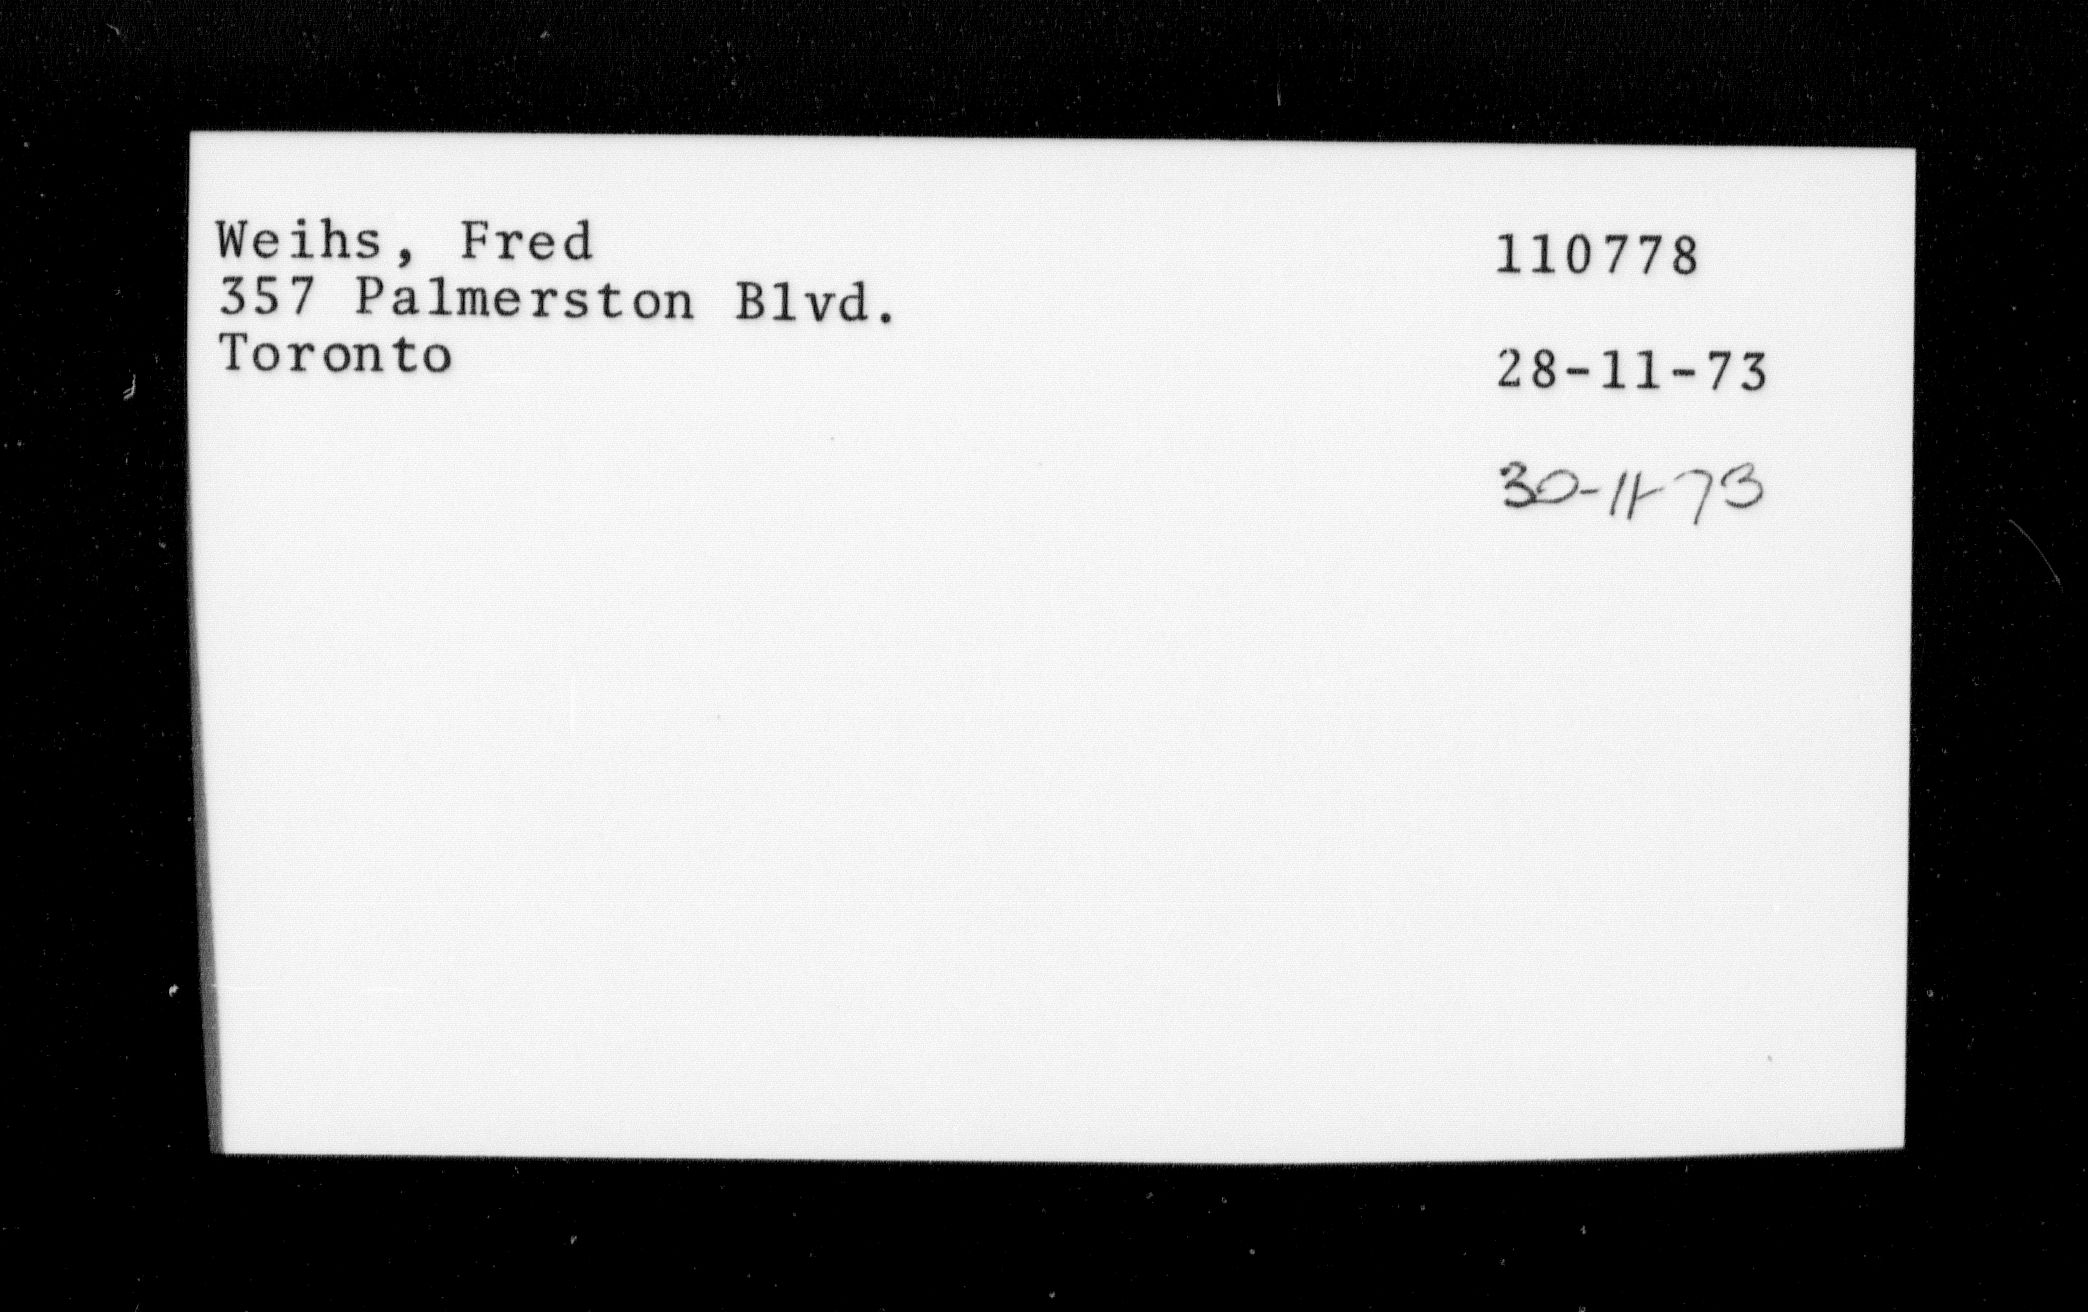 Weihs, Fred
357 Palmerston Blvd.
Toronto
110778
28-11-73
30-11-73